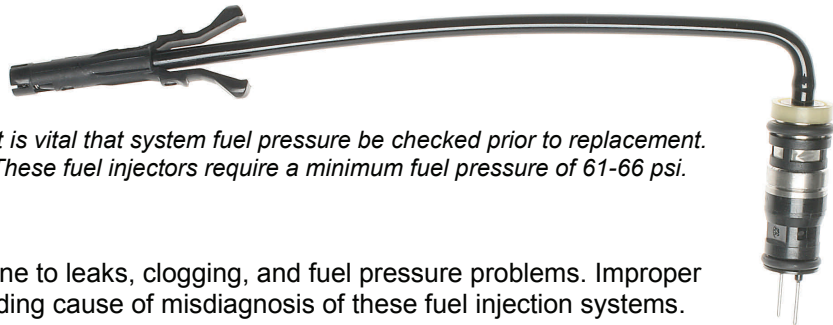 t is vital that system fuel pressure be checked prior to replacement.
These fuel injectors require a minimum fuel pressure of 61-66 psi.
ne to leaks, clogging, and fuel pressure problems. Improper
ding cause of misdiagnosis of these fuel injection systems.